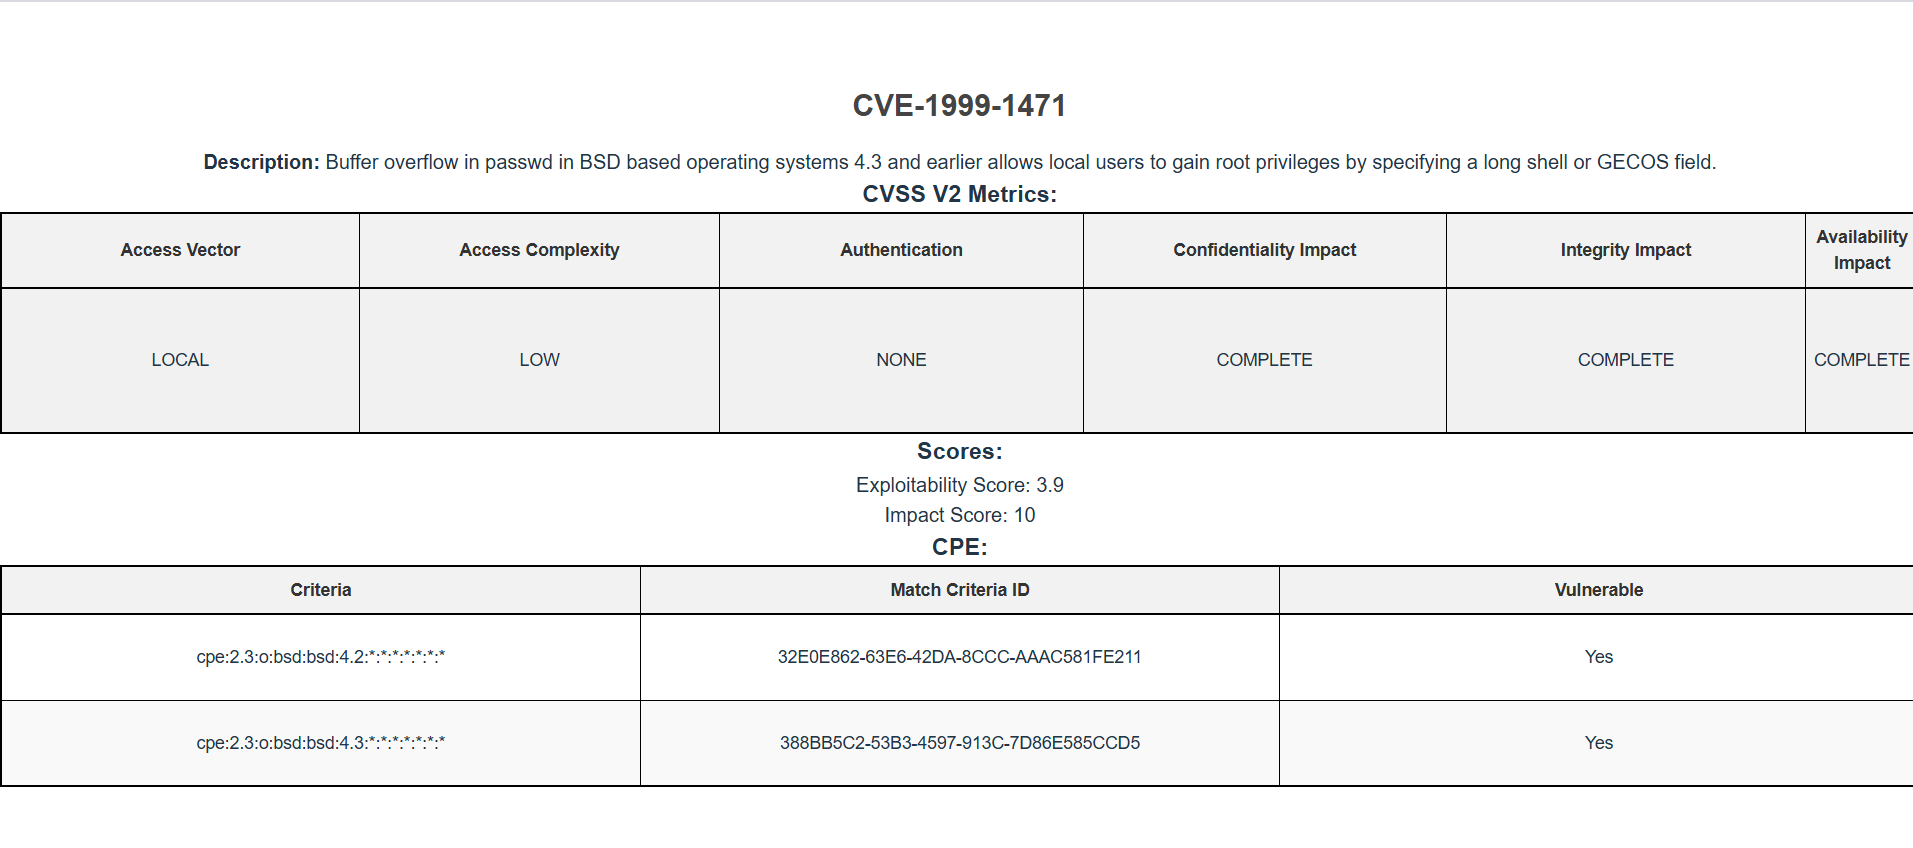 CVE-1999-1471
Description: Buffer overflow in passwd in BSD based operating systems 4.3 and earlier allows local users to gain root privileges by specifying a long shell or GECOS field.
CVSS V2 Metrics:
Access Vector Access Complexity Authentication Confidentiality Impact Integrity Impact Availability Impact
LOCAL LOW NONE COMPLETE COMPLETE COMPLETE
Scores:
Exploitability Score: 3.9
Impact Score: 10
CPE:
Criteria Match Criteria ID Vulnerable
cpe:2.3:o:bsd:bsd:4.2:*:*:*:*:*:*:* 32E0E862-63E6-42DA-8CCC-AAAC581FE211 Yes
cpe:2.3:o:bsd:bsd:4.3:*:*:*:*:*:*:* 388BB5C2-53B3-4597-913C-7D86E585CCD5 Yes